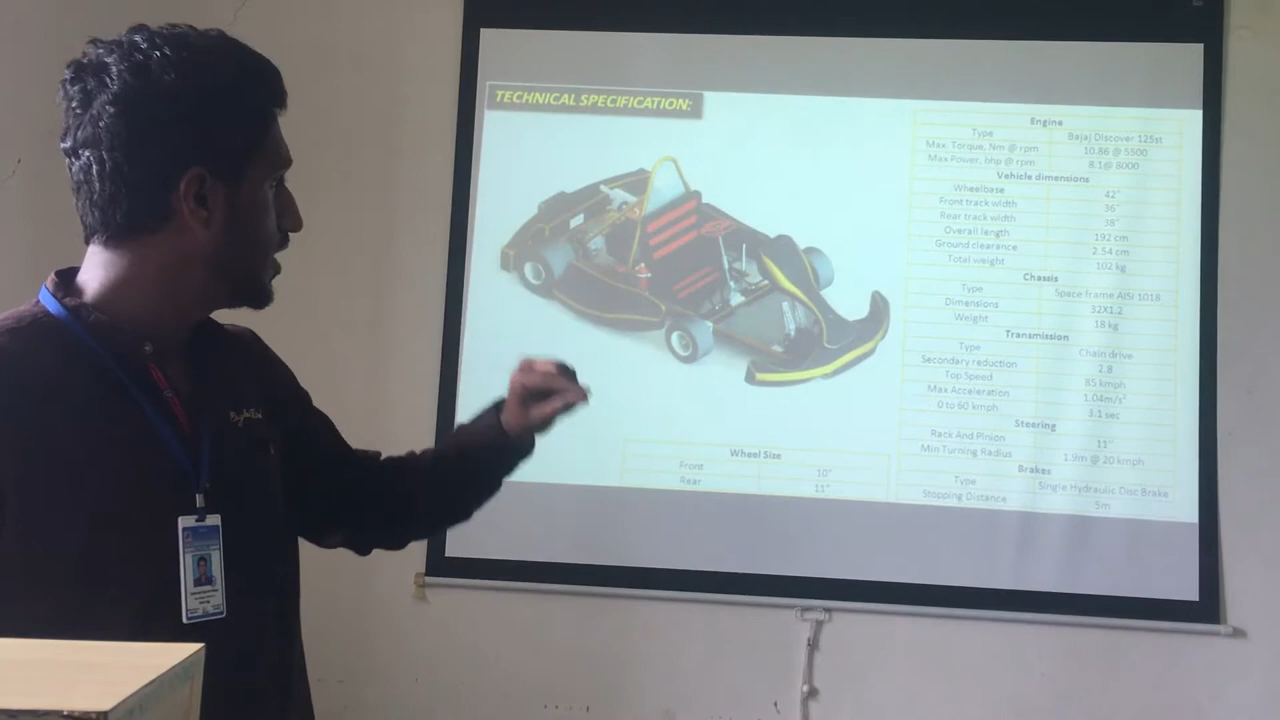 TECHNICAL SPECIFICATION:
Engine
Type Bajaj Discover 125st
Max. Torque, Nm @ rpm 10.86 @ 5500
Max Power, bhp @ rpm 8.1@ 8000
Vehicle dimensions
Wheelbase 42"
Front track width 36"
Rear track width 38"
Overall length 192 cm
Ground clearance 2.54 cm
Total weight 102 kg
Chassis
Type Space frame AISI 1018
Dimensions 32X1.2
Weight 18 kg
Transmission
Type Chain drive
Secondary reduction 2.8
Top Speed 85 kmph
Max Acceleration 1.04m/s²
0 to 60 kmph 3.1 sec
Steering
Rack And Pinion 11"
Min Turning Radius 1.9m @ 20 kmph
Brakes
Type Single Hydraulic Disc Brake
Stopping Distance 5m
Wheel Size
Front 10"
Rear 11"